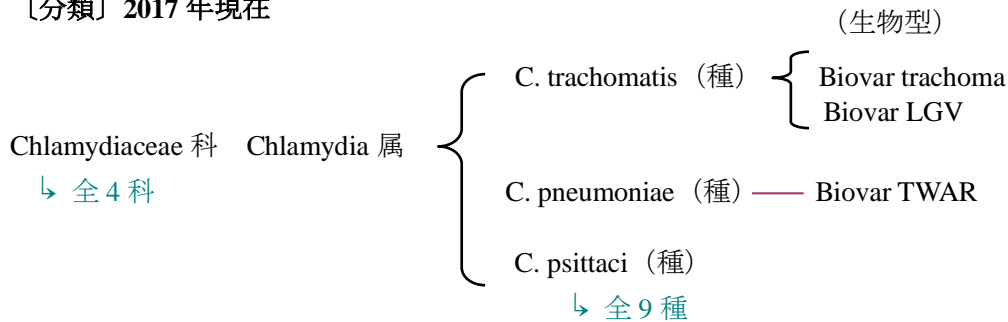 〔分類〕2017 年現在
（生物型）
C. trachomatis（種）
Biovar trachoma
Biovar LGV
Chlamydiaceae 科 Chlamydia 属
↳ 全 4 科
C. pneumoniae（種）
Biovar TWAR
C. psittaci（種）
↳ 全 9 種